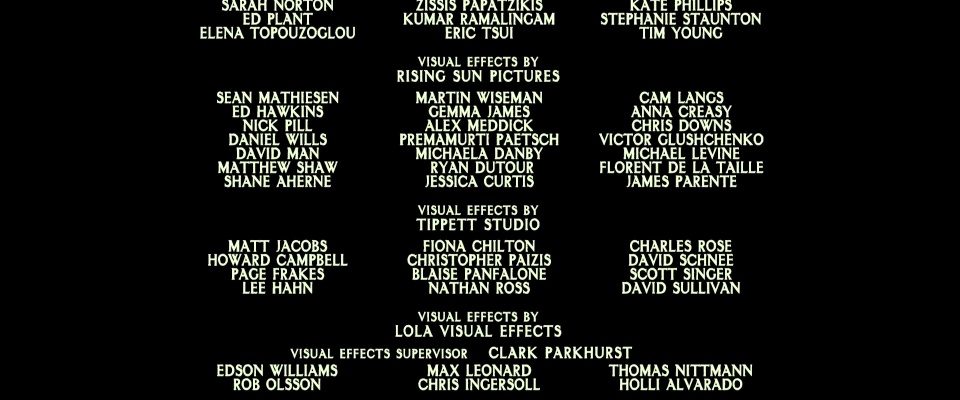 SARAH NORTON ZISSIS PAPATZIKIS KATE PHILLIPS
ED PLANT KUMAR RAMALINGAM STEPHANIE STAUNTON
ELENA TOPOUZOGLOU ERIC TSUI TIM YOUNG
VISUAL EFFECTS BY
RISING SUN PICTURES
SEAN MATHIESEN MARTIN WISEMAN CAM LANGS
ED HAWKINS GEMMA JAMES ANNA CREASY
NICK PILL ALEX MEDDICK CHRIS DOWNS
DANIEL WILLS PREMAMURTI PAETSCH VICTOR GLUSHCHENKO
DAVID MAN MICHAELA DANBY MICHAEL LEVINE
MATTHEW SHAW RYAN DUTOUR FLORENT DE LA TAILLE
SHANE AHERNE JESSICA CURTIS JAMES PARENTE
VISUAL EFFECTS BY
TIPPETT STUDIO
MATT JACOBS FIONA CHILTON CHARLES ROSE
HOWARD CAMPBELL CHRISTOPHER PAIZIS DAVID SCHNEE
PAGE FRAKES BLAISE PANFALONE SCOTT SINGER
LEE HAHN NATHAN ROSS DAVID SULLIVAN
VISUAL EFFECTS BY
LOLA VISUAL EFFECTS
VISUAL EFFECTS SUPERVISOR CLARK PARKHURST
EDSON WILLIAMS MAX LEONARD THOMAS NITTMANN
ROB OLSSON CHRIS INGERSOLL HOLLI ALVARADO